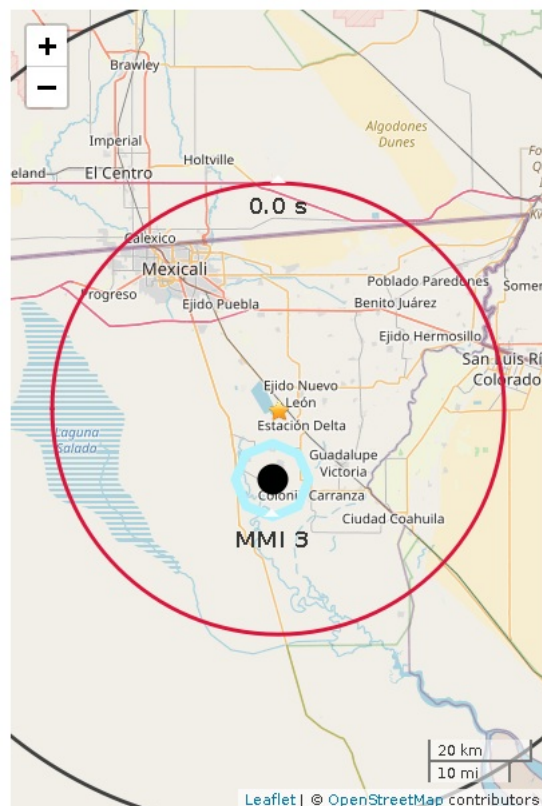 +
−
Brawley
Algodones
Dunes
Imperial
Holtville
El Centro
0.0 s
Calexico
Mexicali
Progreso
Ejido Puebla
Poblado Paredones
Benito Juárez
Somer
Ejido Hermosillo
San Luis Rí
Colorado
Ejido Nuevo
León
Estación Delta
Laguna
Salada
Guadalupe
Victoria
Coloni
Carranza
Ciudad Coahuila
MMI 3
20 km
10 mi
Leaflet | © OpenStreetMap contributors